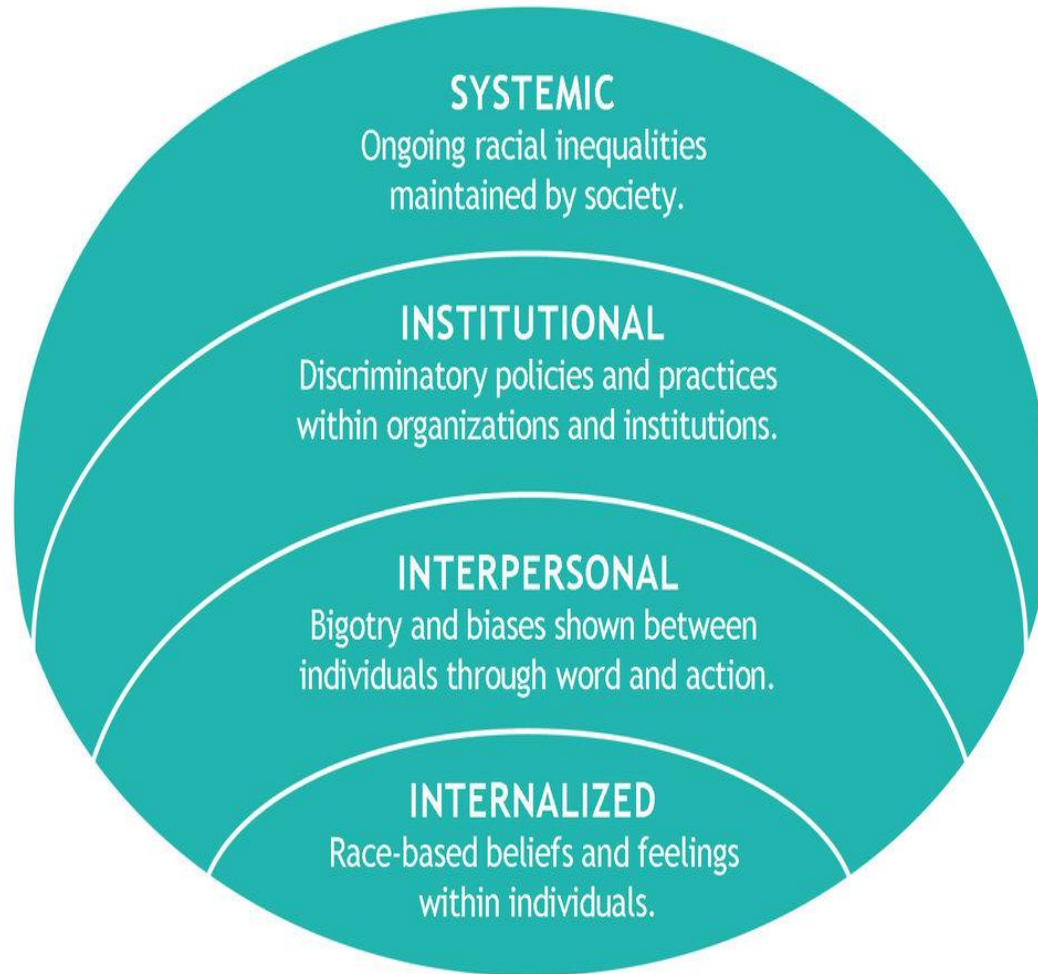 SYSTEMIC
Ongoing racial inequalities
maintained by society.
INSTITUTIONAL
Discriminatory policies and practices
within organizations and institutions.
INTERPERSONAL
Bigotry and biases shown between
individuals through word and action.
INTERNALIZED
Race-based beliefs and feelings
within individuals.